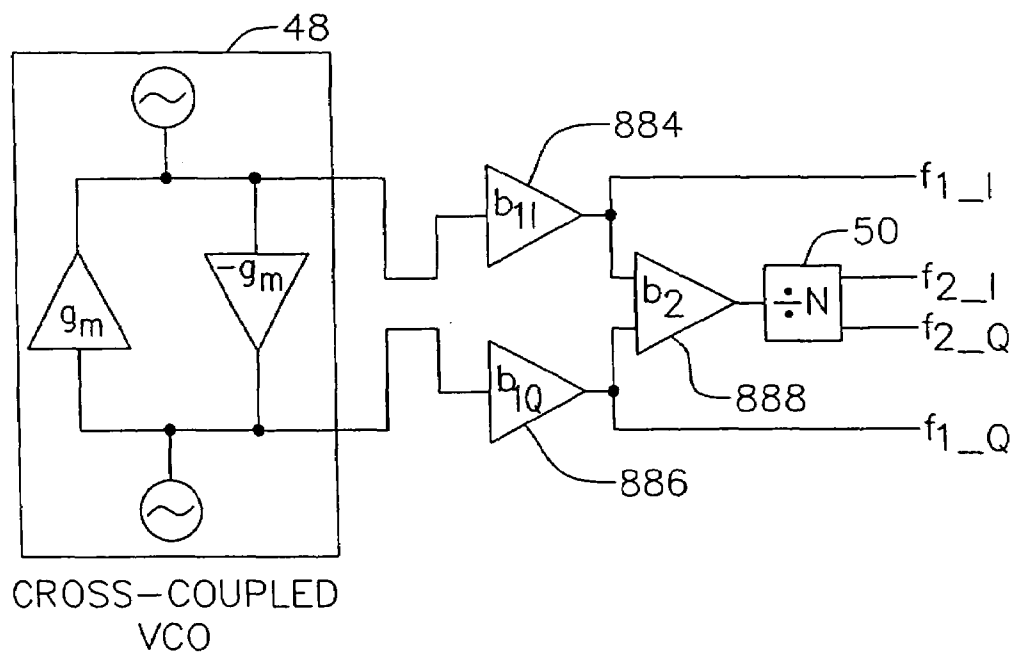 48
884
b1I
f1_I
50
gm
-gm
b2
÷N
f2_I
f2_Q
b1Q
888
f1_Q
886
CROSS-COUPLED
VCO